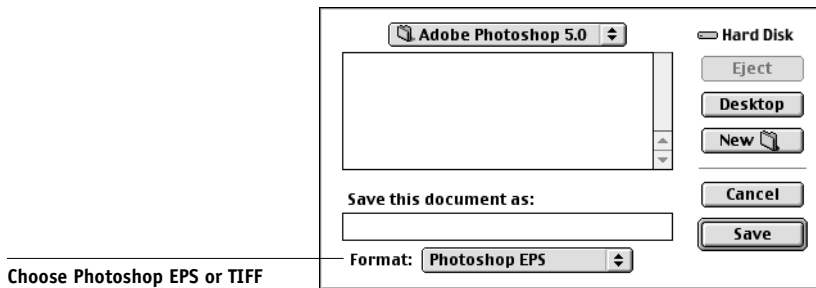 Adobe Photoshop 5.0
Hard Disk
Eject
Desktop
New
Save this document as:
Cancel
Save
Format: Photoshop EPS
Choose Photoshop EPS or TIFF